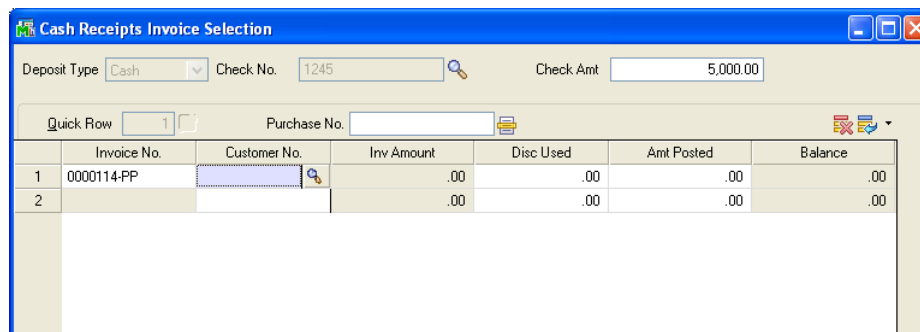 Cash Receipts Invoice Selection
Deposit Type Cash Check No. 1245 Check Amt 5,000.00
Quick Row 1 Purchase No.
Invoice No. Customer No. Inv Amount Disc Used Amt Posted Balance
1 0000114-PP .00 .00 .00 .00
2 .00 .00 .00 .00